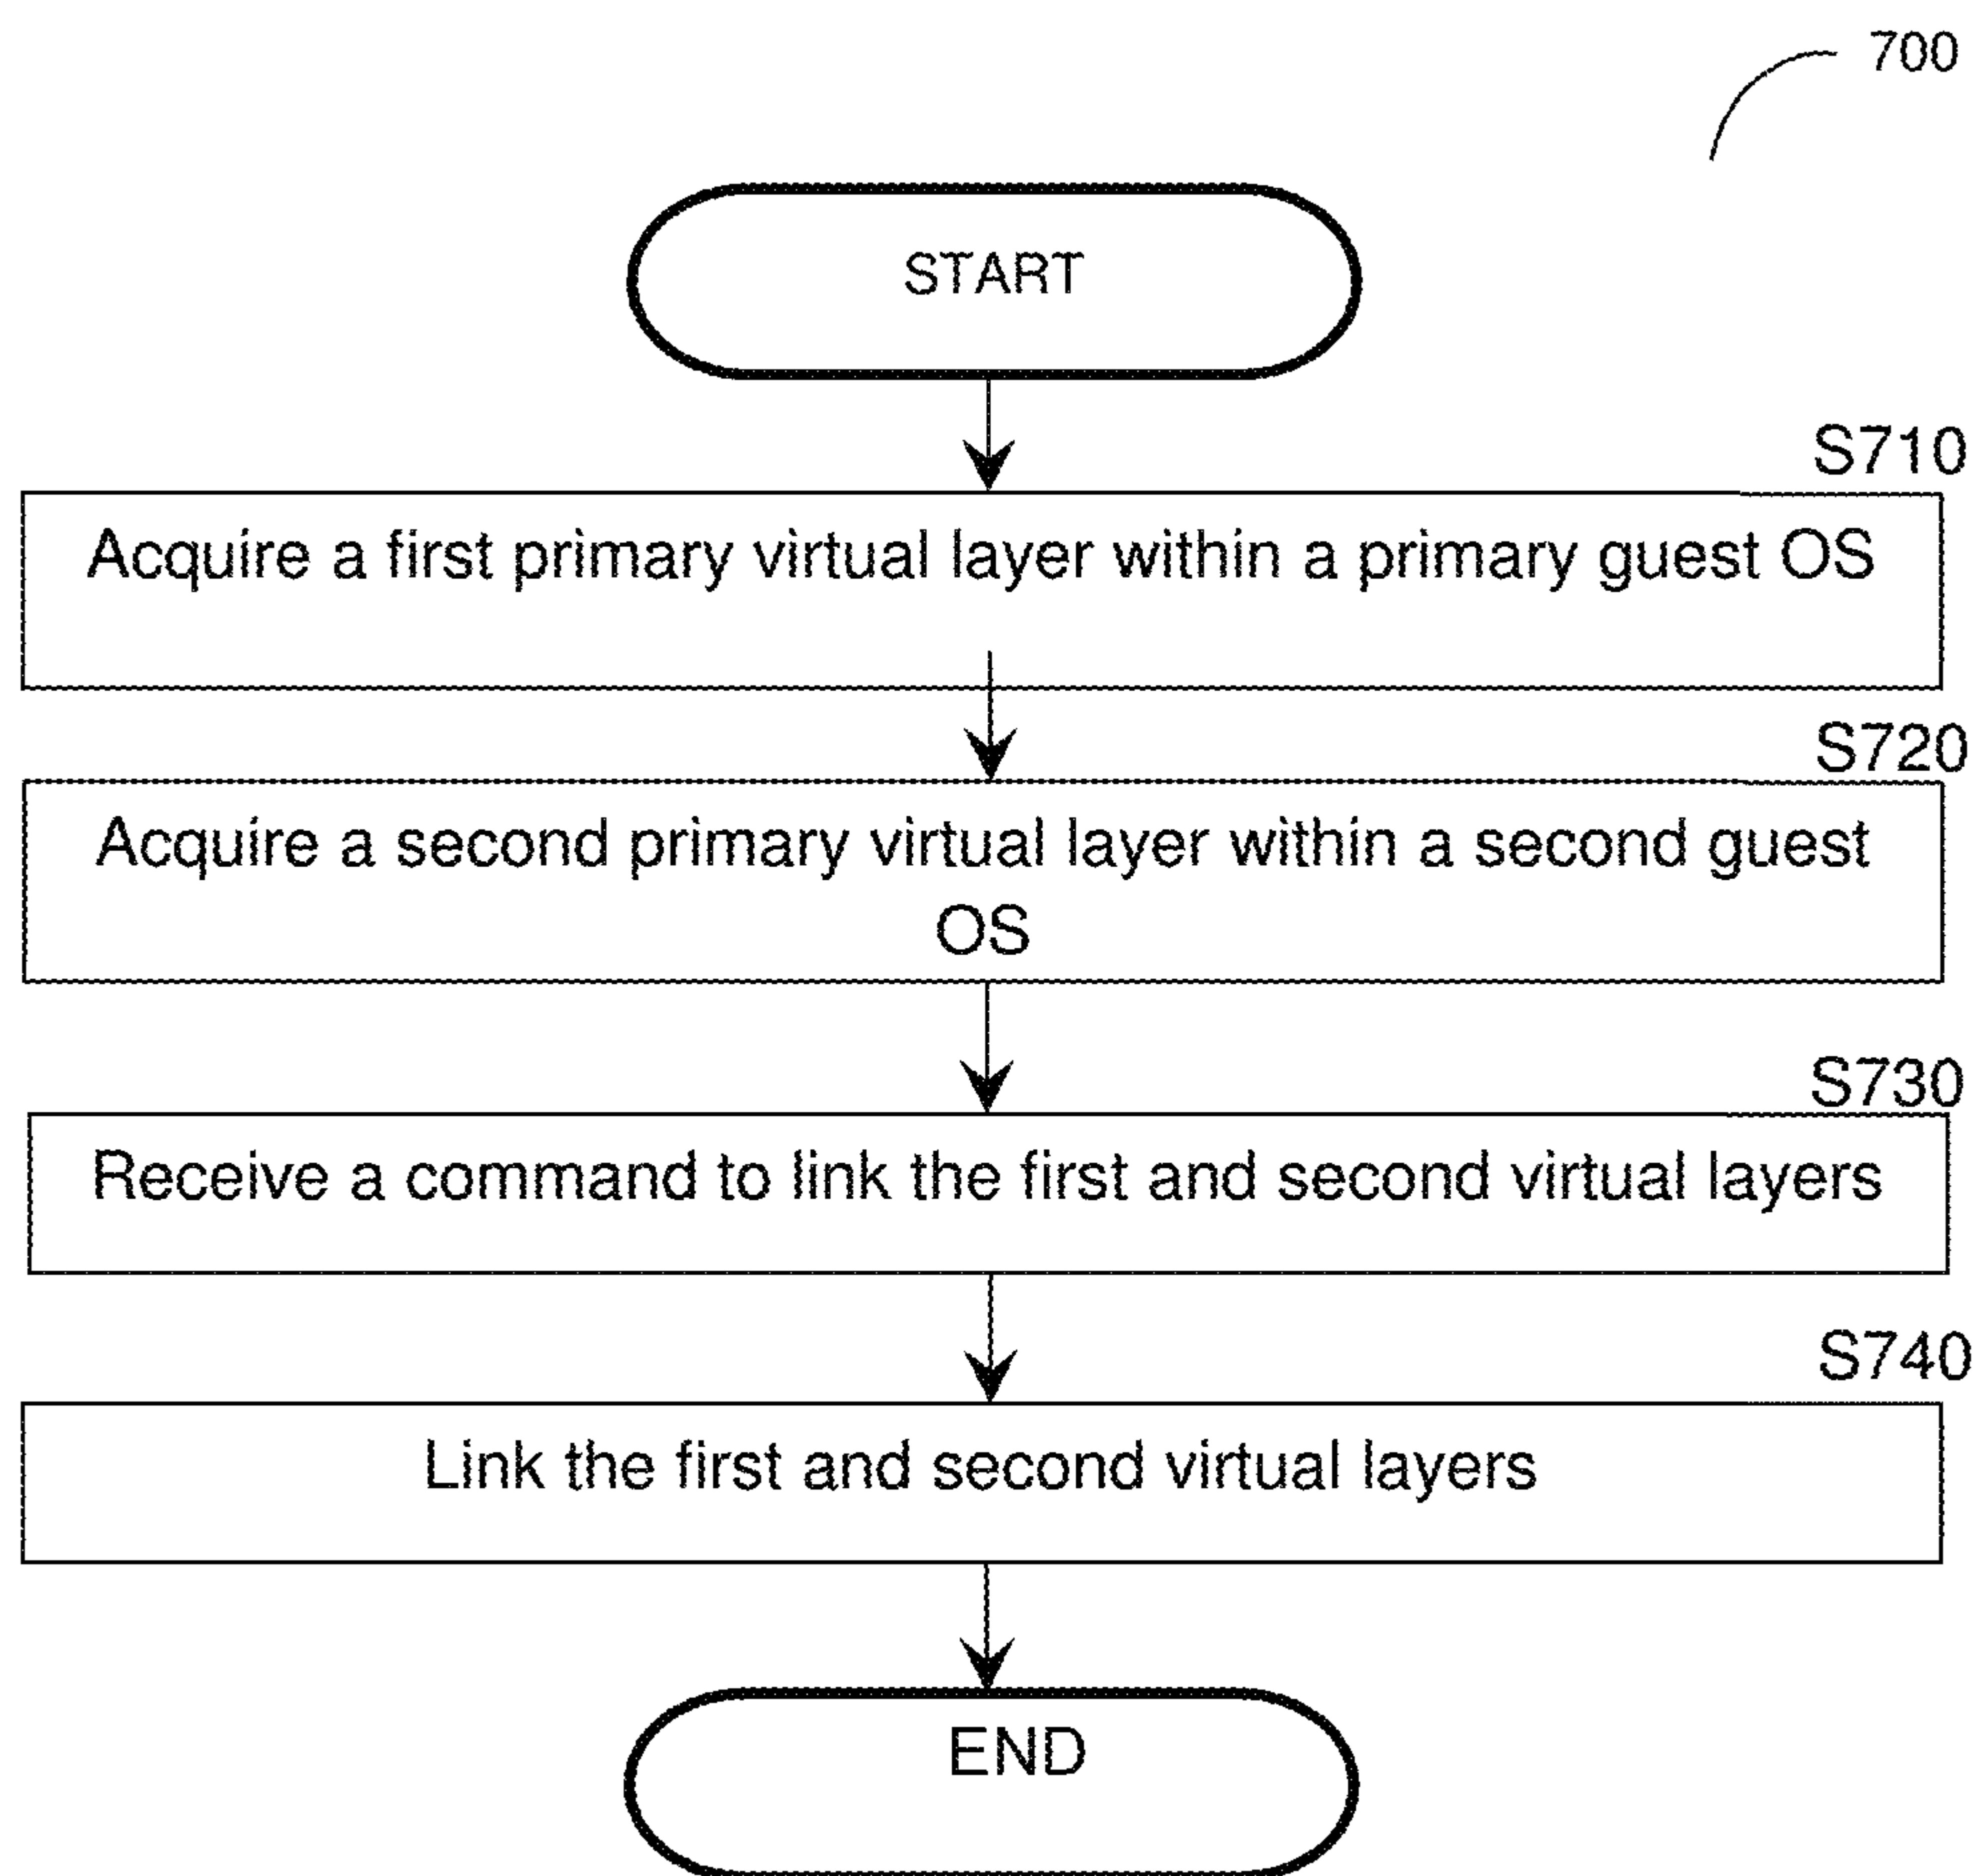 700
START
S710
Acquire a first primary virtual layer within a primary guest OS
S720
Acquire a second primary virtual layer within a second guest
OS
S730
Receive a command to link the first and second virtual layers
S740
Link the first and second virtual layers
END